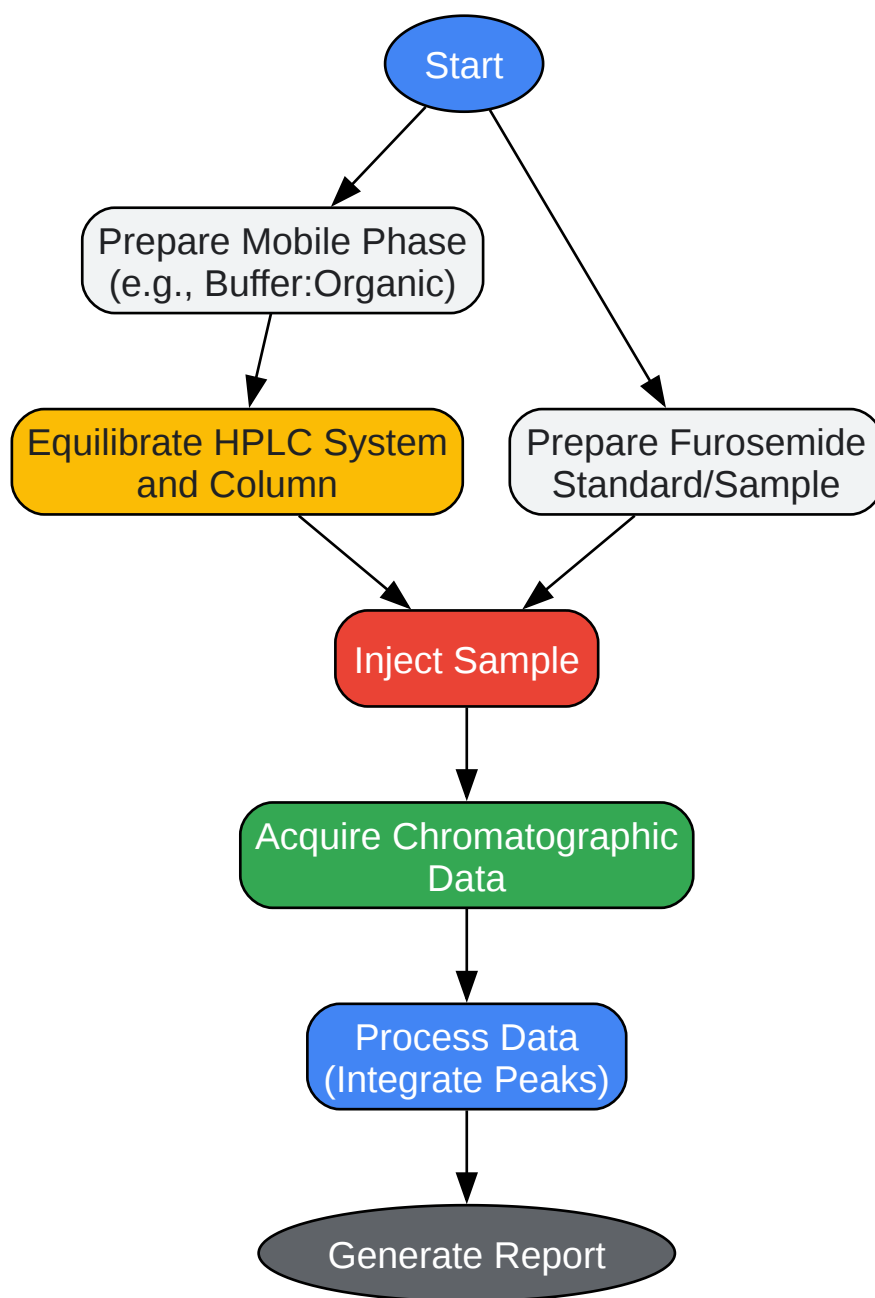 Start
Prepare Mobile Phase
(e.g., Buffer:Organic)
Equilibrate HPLC System
and Column
Prepare Furosemide
Standard/Sample
Inject Sample
Acquire Chromatographic
Data
Process Data
(Integrate Peaks)
Generate Report